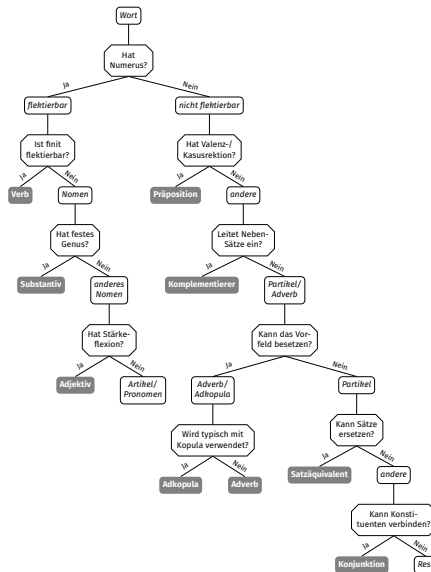 Wort
Hat
Numerus?
Ja
Nein
flektierbar
nicht flektierbar
Ist finit
flektierbar?
Hat Valenz-/
Kasusrektion?
Ja
Nein
Ja
Nein
Verb
Nomen
Präposition
andere
Hat festes
Genus?
Leitet Neben-
Sätze ein?
Ja
Nein
Ja
Nein
Substantiv
anderes
Nomen
Komplementierer
Partikel/
Adverb
Hat Stärke-
flexion?
Kann das Vor-
feld besetzen?
Ja
Nein
Ja
Nein
Adjektiv
Artikel/
Pronomen
Adverb/
Adkopula
Partikel
Wird typisch mit
Kopula verwendet?
Kann Sätze
ersetzen?
Ja
Nein
Ja
Nein
Adkopula
Adverb
Satzäquivalent
andere
Kann Konsti-
tuenten verbinden?
Ja
Nein
Konjunktion
Res